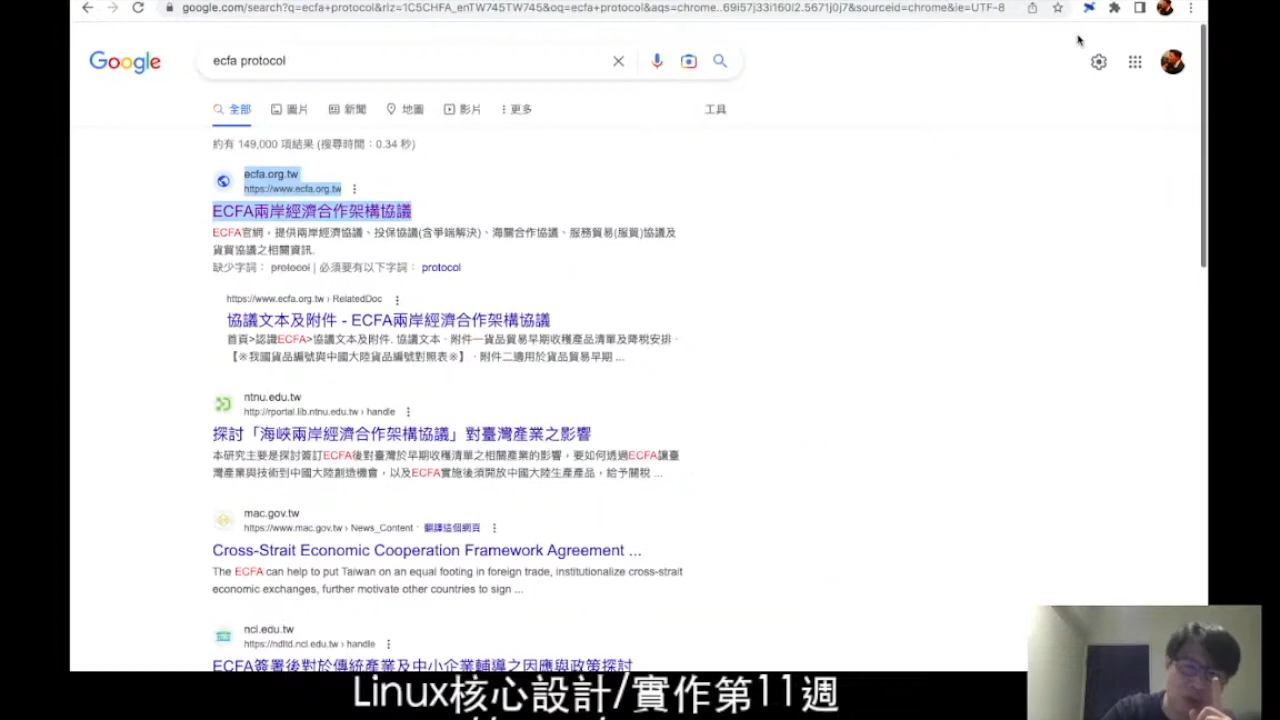 google.com/search?q=ecfa+protocol&rlz=1C5CHFA_enTW745TW745&oq=ecfa+protocol&aqs=chrome..69i57j33i160l2.5671j0j7&sourceid=chrome&ie=UTF-8
Google
ecfa protocol
全部 圖片 新聞 地圖 影片 更多 工具
約有 149,000 項結果 (搜尋時間：0.34 秒)
ecfa.org.tw
https://www.ecfa.org.tw
ECFA兩岸經濟合作架構協議
ECFA官網，提供兩岸經濟協議、投保協議(含爭端解決)、海關合作協議、服務貿易(服貿)協議及
貨貿協議之相關資訊.
缺少字詞： protocol | 必須要有以下字詞： protocol
https://www.ecfa.org.tw › RelatedDoc
協議文本及附件 - ECFA兩岸經濟合作架構協議
首頁>認識ECFA>協議文本及附件. 協議文本 · 附件一貨品貿易早期收穫產品清單及降稅安排 ·
【※我國貨品編號與中國大陸貨品編號對照表※】 · 附件二適用於貨品貿易早期 ...
ntnu.edu.tw
http://rportal.lib.ntnu.edu.tw › handle
探討「海峽兩岸經濟合作架構協議」對臺灣產業之影響
本研究主要是探討簽訂ECFA後對臺灣於早期收穫清單之相關產業的影響，要如何透過ECFA讓臺
灣產業與技術到中國大陸創造機會，以及ECFA實施後須開放中國大陸生產產品，給予關稅 ...
mac.gov.tw
https://www.mac.gov.tw › News_Content · 翻譯這個網頁
Cross-Strait Economic Cooperation Framework Agreement ...
The ECFA can help to put Taiwan on an equal footing in foreign trade, institutionalize cross-strait
economic exchanges, further motivate other countries to sign ...
ncl.edu.tw
https://ndltd.ncl.edu.tw › handle
ECFA簽署後對於傳統產業及中小企業輔導之因應與政策探討
Linux核心設計/實作第11週